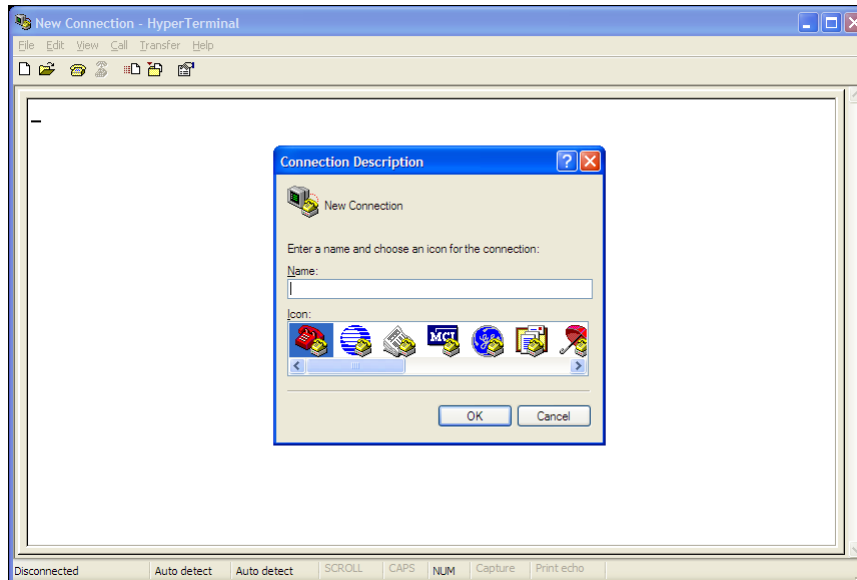 New Connection - HyperTerminal
File Edit View Call Transfer Help
Connection Description
New Connection
Enter a name and choose an icon for the connection:
Name:
Icon:
MCI
OK Cancel
Disconnected Auto detect Auto detect SCROLL CAPS NUM Capture Print echo